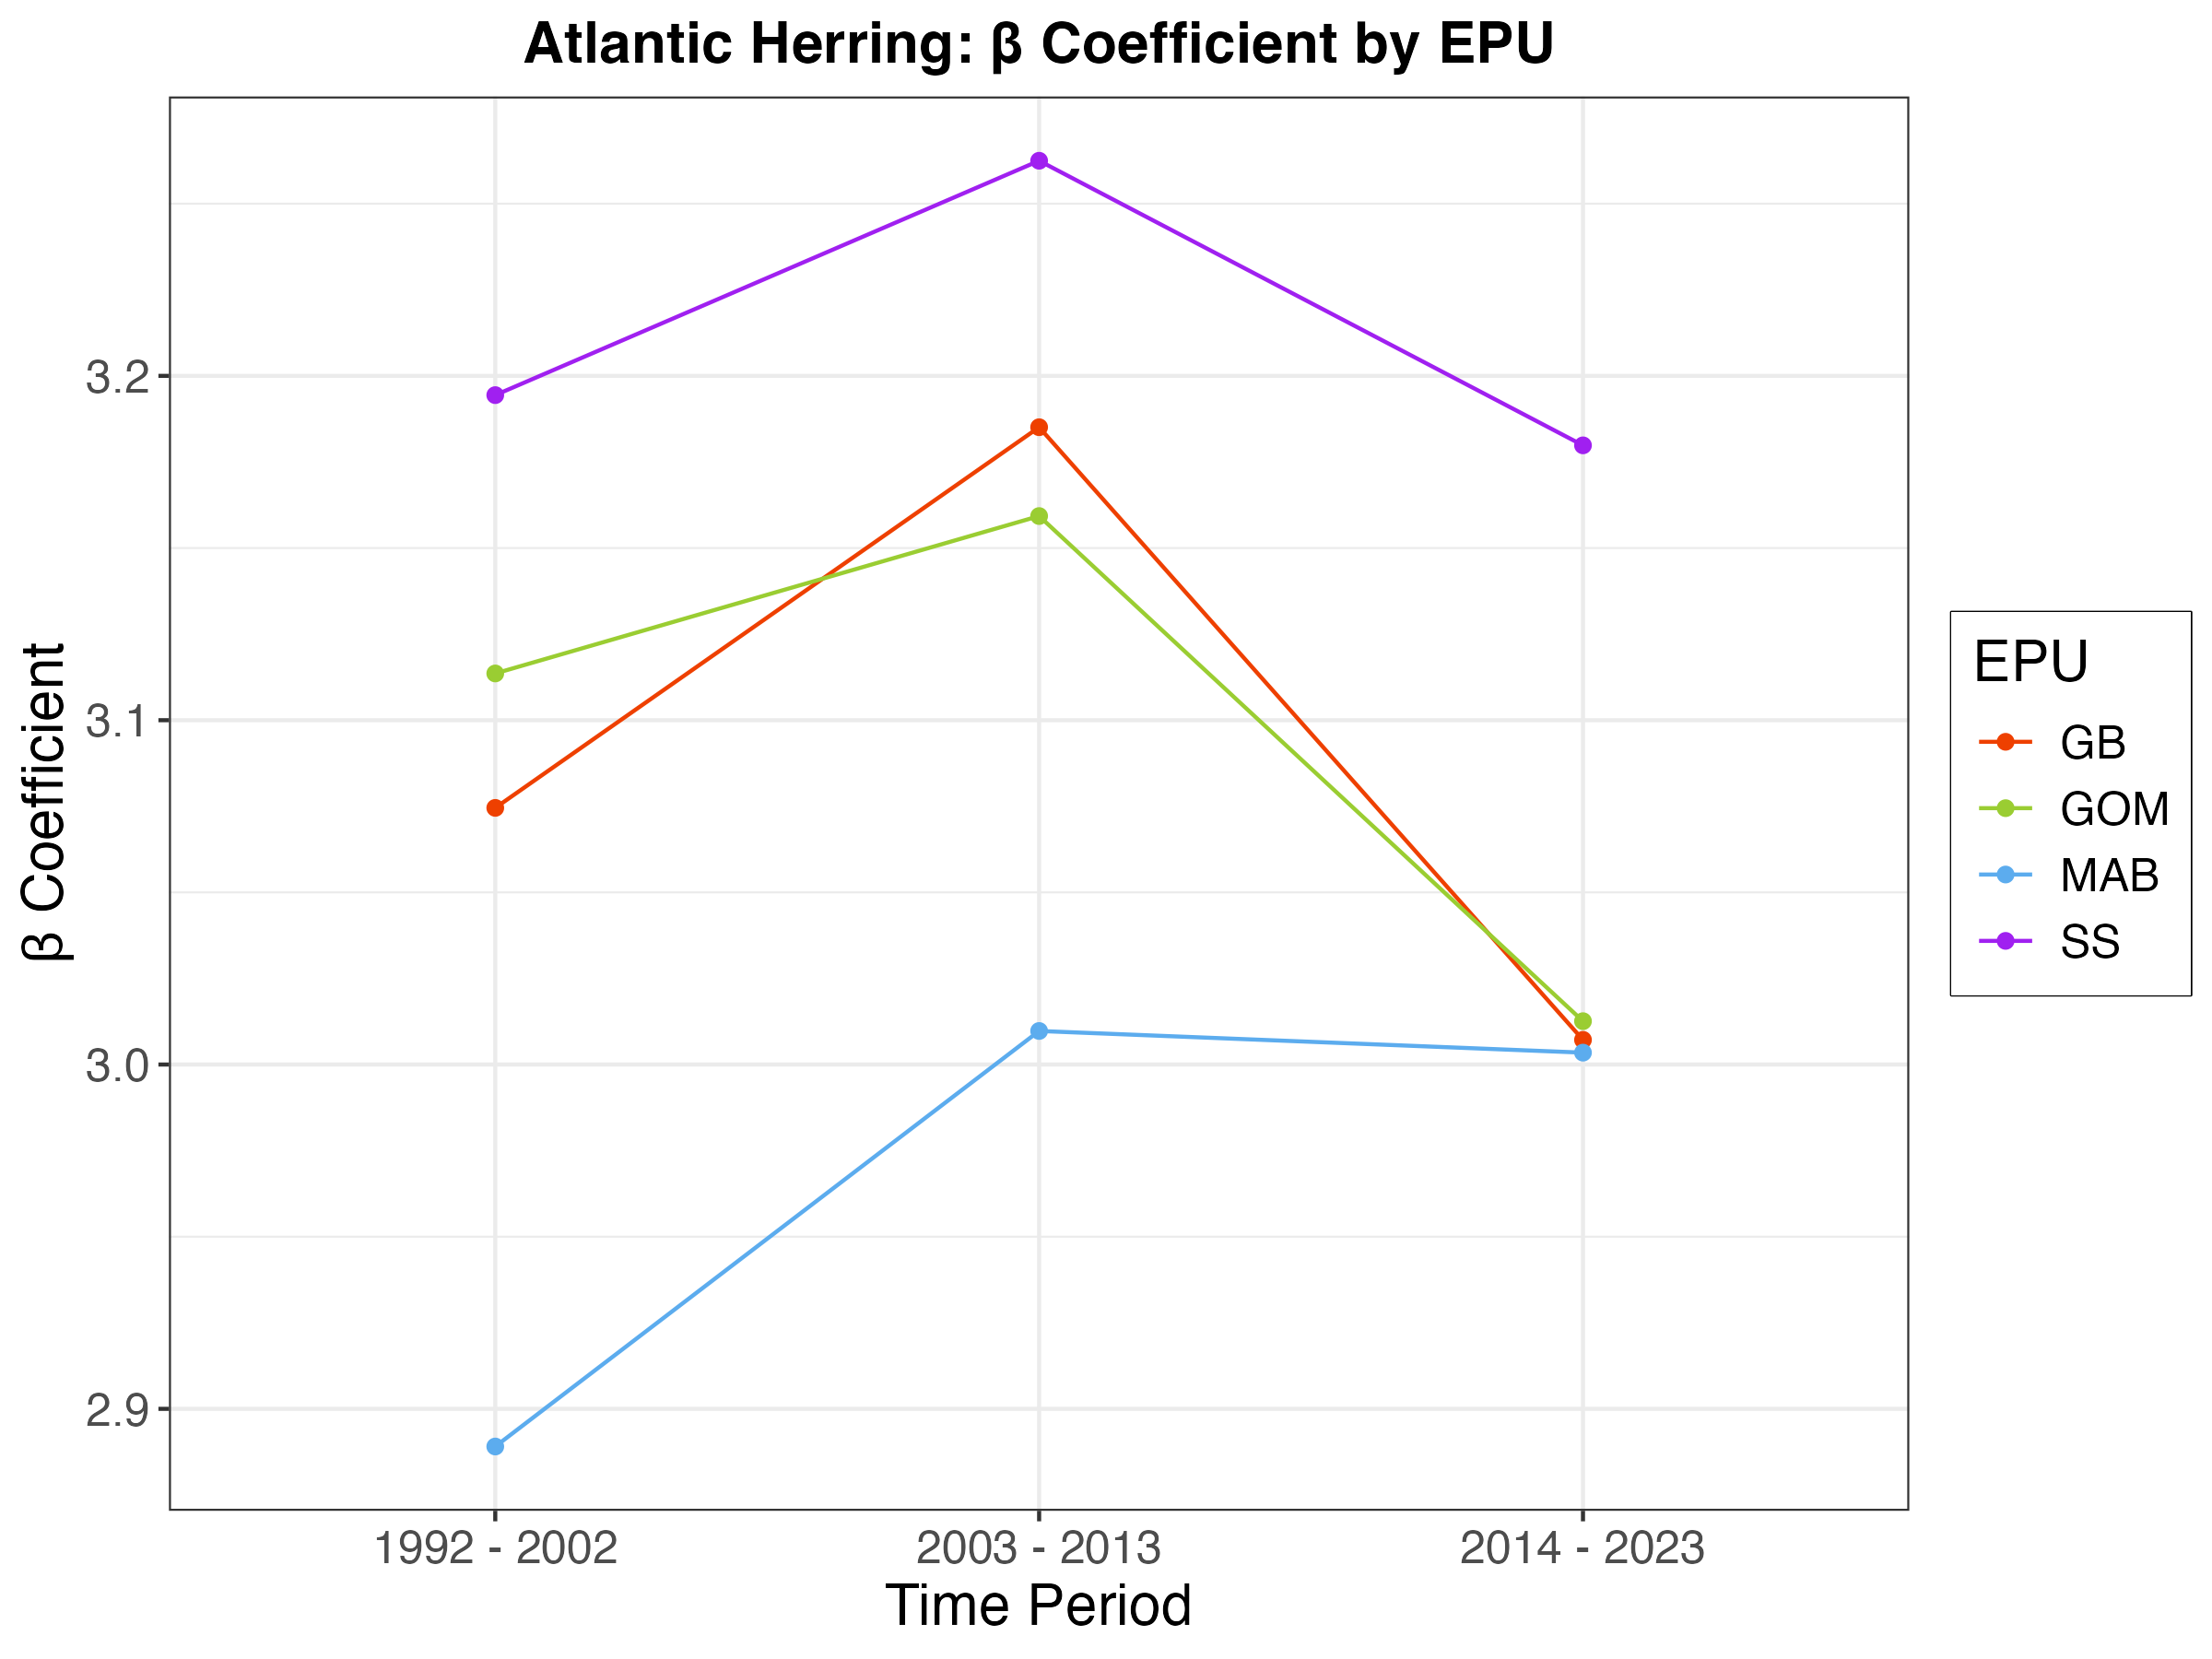 Atlantic Herring: β Coefficient by EPU
β Coefficient
3.2
3.1
3.0
2.9
1992 - 2002
2003 - 2013
2014 - 2023
Time Period
EPU
GB
GOM
MAB
SS